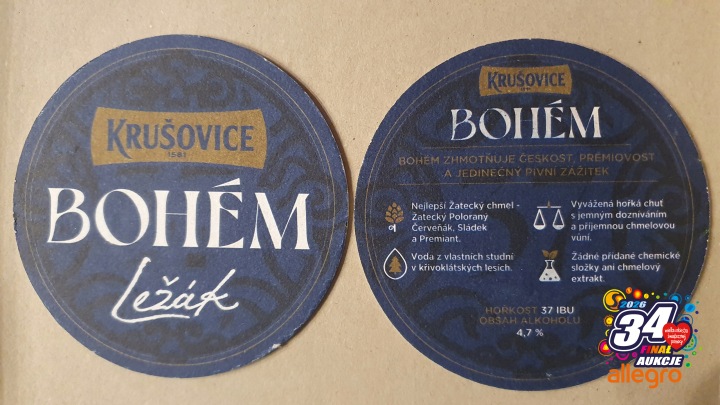 KRUŠOVICE
1581
BOHÉM
Ležák
KRUŠOVICE
BOHÉM
BOHÉM ZHMOTŇUJE ČESKOST, PRÉMIOVOST
A JEDINEČNÝ PIVNÍ ZÁŽITEK
Nejlepší Žatecký chmel -
Žatecký Polorany
Červeňák, Sládek
a Premiant.
Vyvážená hořká chuť
s jemným dozníváním
a příjemnou chmelovou
vůní.
Voda z vlastních studní
v křivoklátských lesích.
Žádné přidané chemické
složky ani chmelový
extrakt.
HOŘKOST 37 IBU
OBSAH ALKOHOLU
4,7 %
2026
34
FINAŁ
AUKCJE
allegro